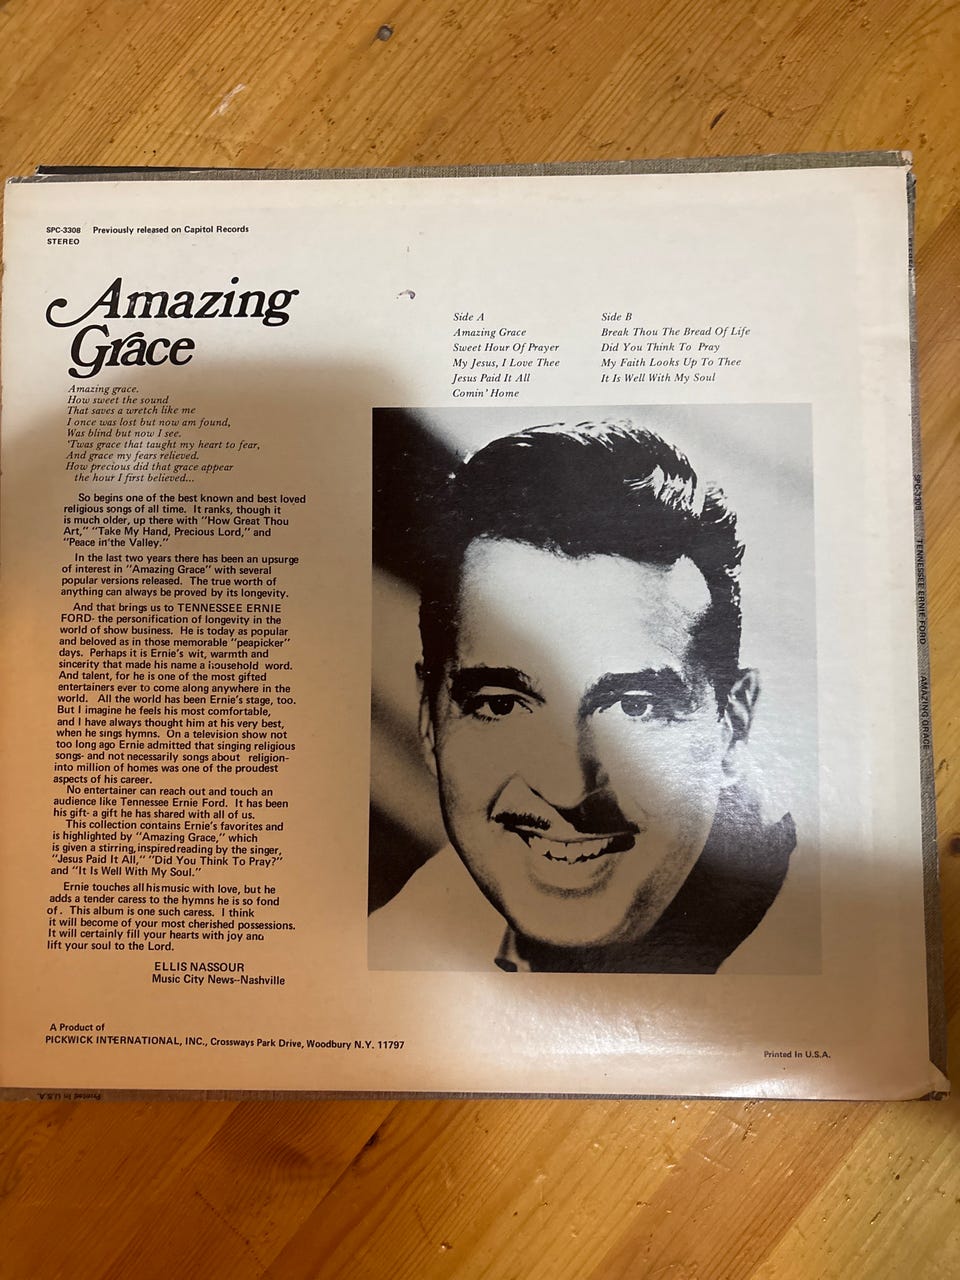 SPC-3308 Previously released on Capitol Records
STEREO
Amazing
Grace
Amazing grace.
How sweet the sound
That saves a wretch like me
I once was lost but now am found,
Was blind but now I see.
'Twas grace that taught my heart to fear,
And grace my fears relieved.
How precious did that grace appear
the hour I first believed...
So begins one of the best known and best loved
religious songs of all time. It ranks, though it
is much older, up there with "How Great Thou
Art," "Take My Hand, Precious Lord," and
"Peace in the Valley."
In the last two years there has been an upsurge
of interest in "Amazing Grace" with several
popular versions released. The true worth of
anything can always be proved by its longevity.
And that brings us to TENNESSEE ERNIE
FORD- the personification of longevity in the
world of show business. He is today as popular
and beloved as in those memorable "peapicker"
days. Perhaps it is Ernie's wit, warmth and
sincerity that made his name a household word.
And talent, for he is one of the most gifted
entertainers ever to come along anywhere in the
world. All the world has been Ernie's stage, too.
But I imagine he feels his most comfortable,
and I have always thought him at his very best,
when he sings hymns. On a television show not
too long ago Ernie admitted that singing religious
songs- and not necessarily songs about religion-
into million of homes was one of the proudest
aspects of his career.
No entertainer can reach out and touch an
audience like Tennessee Ernie Ford. It has been
his gift- a gift he has shared with all of us.
This collection contains Ernie's favorites and
is highlighted by "Amazing Grace," which
is given a stirring, inspired reading by the singer,
"Jesus Paid It All," "Did You Think To Pray?"
and "It Is Well With My Soul."
Ernie touches all his music with love, but he
adds a tender caress to the hymns he is so fond
of. This album is one such caress. I think
it will become of your most cherished possessions.
It will certainly fill your hearts with joy and
lift your soul to the Lord.
ELLIS NASSOUR
Music City News--Nashville
Side A
Amazing Grace
Sweet Hour Of Prayer
My Jesus, I Love Thee
Jesus Paid It All
Comin' Home
Side B
Break Thou The Bread Of Life
Did You Think To Pray
My Faith Looks Up To Thee
It Is Well With My Soul
A Product of
PICKWICK INTERNATIONAL, INC., Crossways Park Drive, Woodbury N.Y. 11797
Printed In U.S.A.
SPC-3308 TENNESSEE ERNIE FORD AMAZING GRACE
Printed In U.S.A.